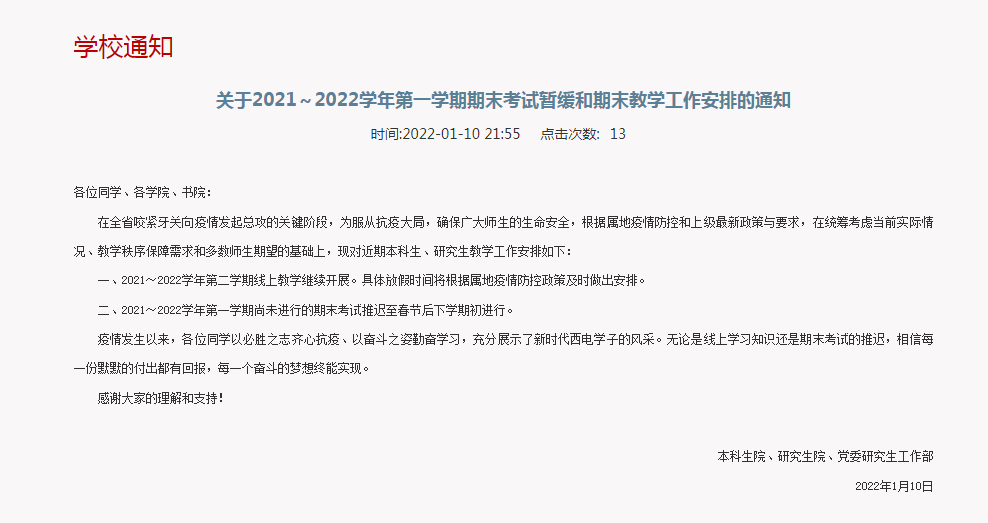 学校通知
关于2021～2022学年第一学期期末考试暂缓和期末教学工作安排的通知
时间:2022-01-10 21:55 点击次数: 13
各位同学、各学院、书院:
在全省咬紧牙关向疫情发起总攻的关键阶段，为服从抗疫大局，确保广大师生的生命安全，根据属地疫情防控和上级最新政策与要求，在统筹考虑当前实际情
况、教学秩序保障需求和多数师生期望的基础上，现对近期本科生、研究生教学工作安排如下：
一、2021～2022学年第二学期线上教学继续开展。具体放假时间将根据属地疫情防控政策及时做出安排。
二、2021～2022学年第一学期尚未进行的期末考试推迟至春节后下学期初进行。
疫情发生以来，各位同学以必胜之志齐心抗疫、以奋斗之姿勤奋学习，充分展示了新时代西电学子的风采。无论是线上学习知识还是期末考试的推迟，相信每
一份默默的付出都有回报，每一个奋斗的梦想终能实现。
感谢大家的理解和支持!
本科生院、研究生院、党委研究生工作部
2022年1月10日